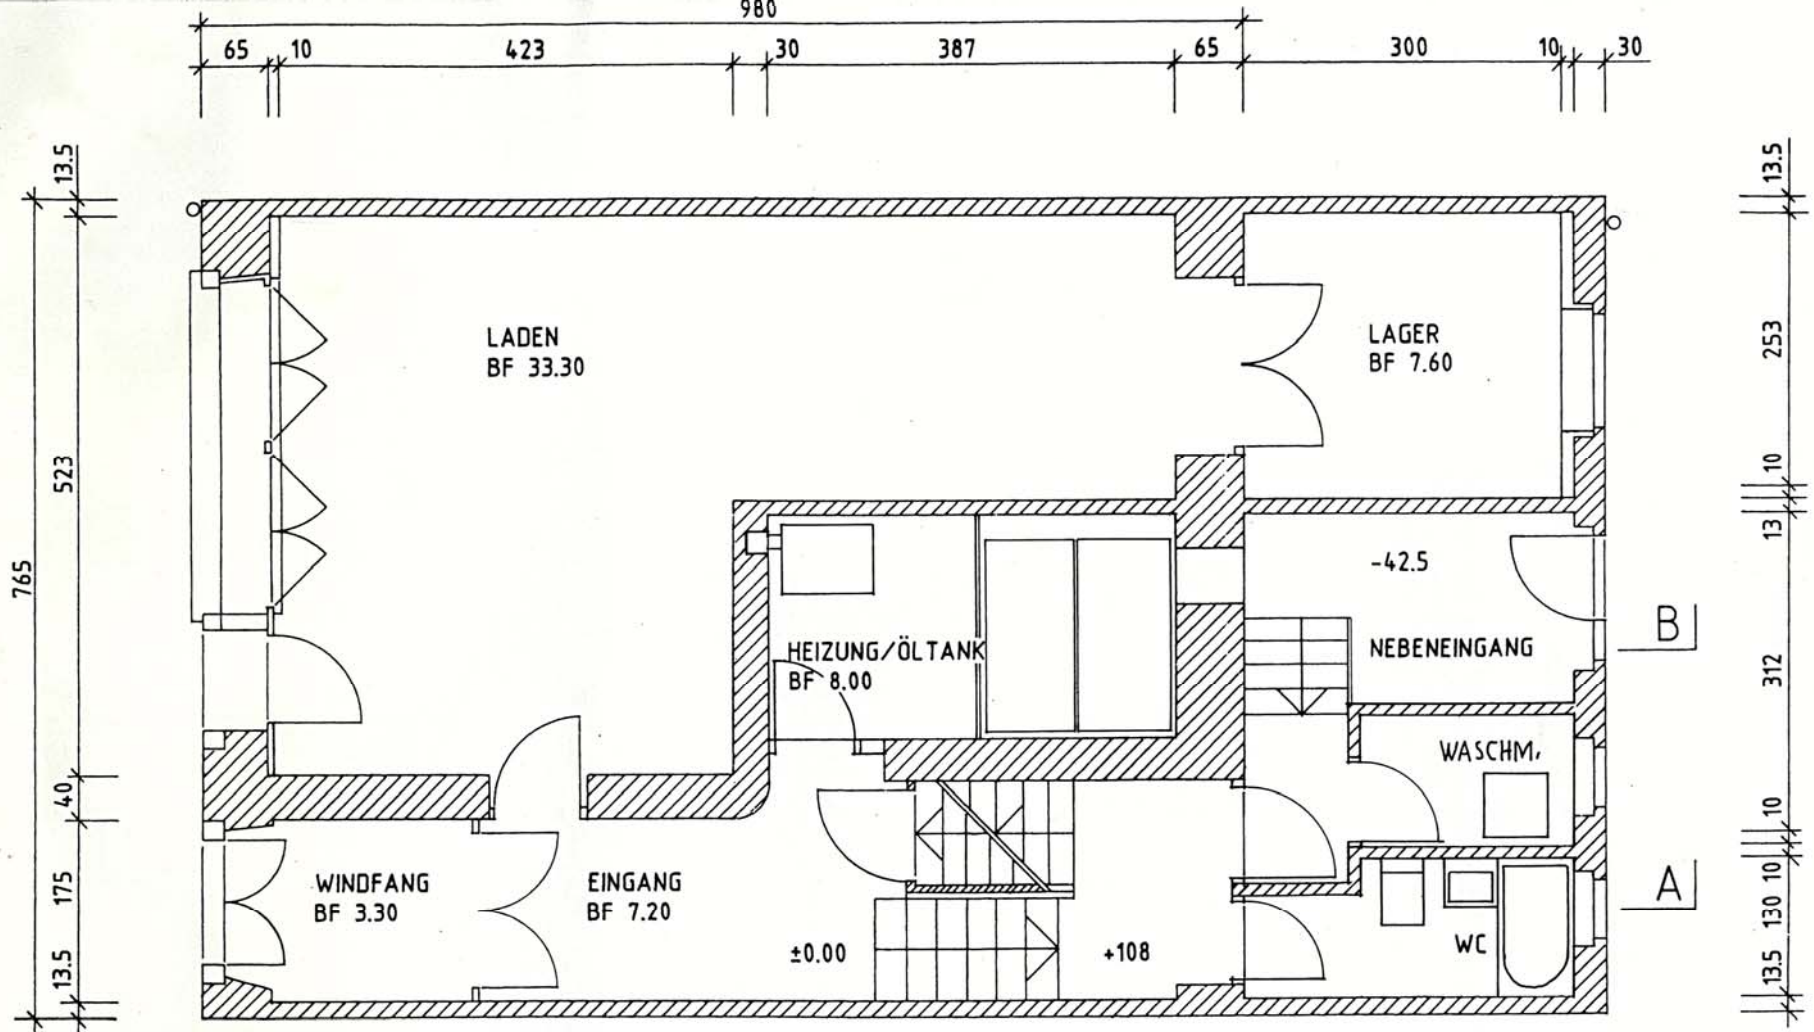 980
65 10 423 30 387 65 300 10 30
13.5
523
40
175
13.5
765
13.5
253
10
13
312
10
10
130
13.5
LADEN
BF 33.30
LAGER
BF 7.60
-42.5
NEBENEINGANG
B
HEIZUNG/ÖLTANK
BF 8.00
WASCHM.
WINDFANG
BF 3.30
EINGANG
BF 7.20
±0.00
+108
WC
A